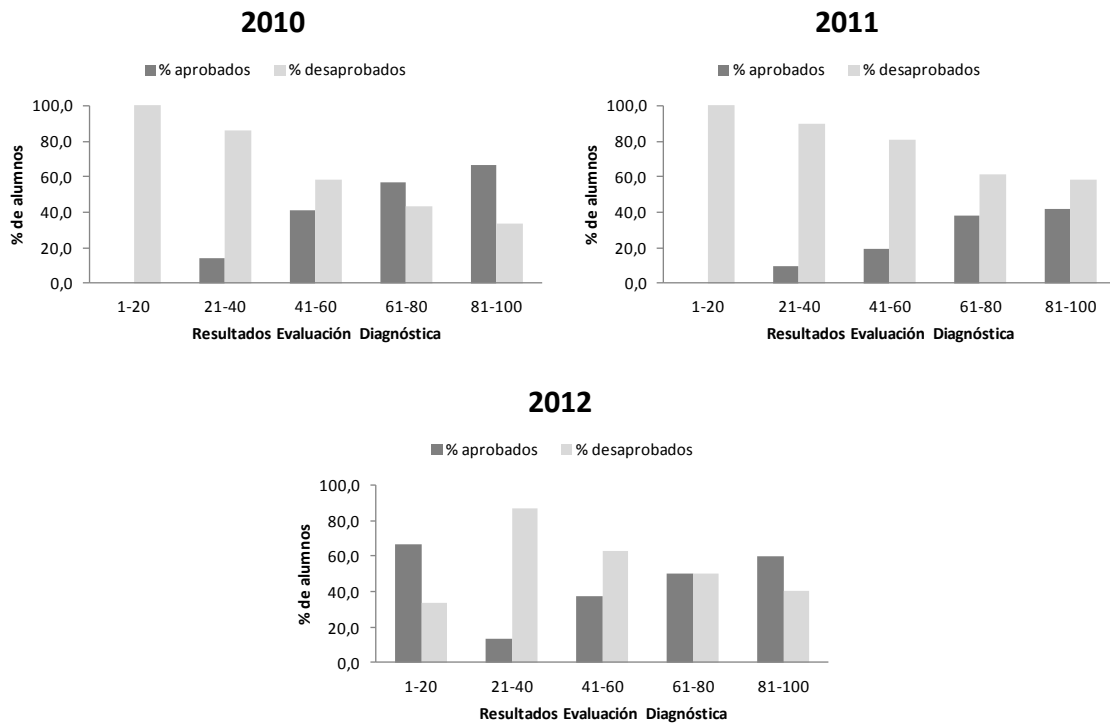 2010
% aprobados % desaprobados
100,0
80,0
60,0
40,0
20,0
0,0
% de alumnos
1-20 21-40 41-60 61-80 81-100
Resultados Evaluación Diagnóstica
2011
% aprobados % desaprobados
100,0
80,0
60,0
40,0
20,0
0,0
% de alumnos
1-20 21-40 41-60 61-80 81-100
Resultados Evaluación Diagnóstica
2012
% aprobados % desaprobados
100,0
80,0
60,0
40,0
20,0
0,0
% de alumnos
1-20 21-40 41-60 61-80 81-100
Resultados Evaluación Diagnóstica